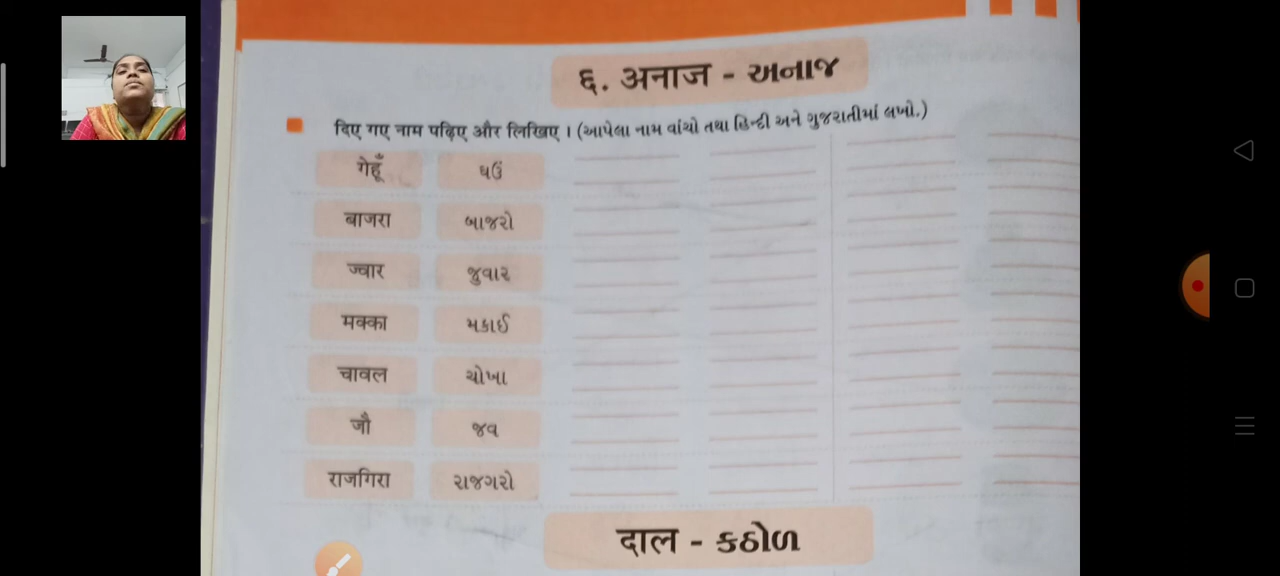 ६. अनाज - અનાજ
दिए गए नाम पढ़िए और लिखिए । (આપેલા નામ વાંચો તથા હિન્દી અને ગુજરાતીમાં લખો.)
गेहूँ ઘઉં
बाजरा બાજરો
ज्वार જુવાર
मक्का મકાઈ
चावल ચોખા
जौ જવ
राजगिरा રાજગરો
दाल - કઠોળ